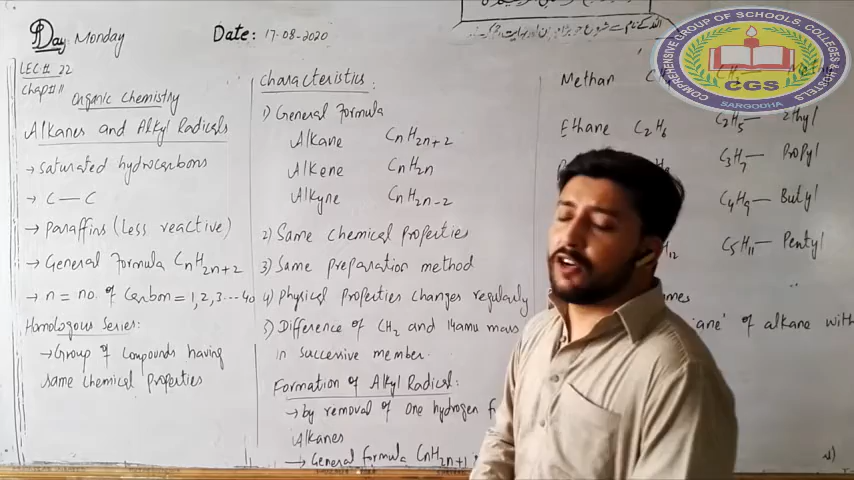 Day: Monday
Date: 17-08-2020
LEC# 22
Chap#11
Organic Chemistry
Alkanes and Alkyl Radicals
→ Saturated hydrocarbons
→ C — C
→ Paraffins (Less reactive)
→ General Formula CnH2n+2
→ n = no. of Carbon = 1,2,3...40
Homologous Series:
→ Group of compounds having
same chemical properties
Characteristics:
1) General Formula
Alkane CnH2n+2
Alkene CnH2n
Alkyne CnH2n-2
2) Same Chemical Properties
3) Same preparation method
4) Physical Properties changes regularly
5) Difference of CH2 and 14amu mass
in successive member.
Formation of Alkyl Radical:
→ by removal of one hydrogen
Alkanes
→ General formula CnH2n+1
Methan
Ethane C2H6
C2H5—
C3H7— Propyl
C4H9— Butyl
C5H11— Pentyl
12
'ane' of alkane with
COMPREHENSIVE GROUP OF SCHOOLS, COLLEGES & HOSTELS
CGS
SARGODHA